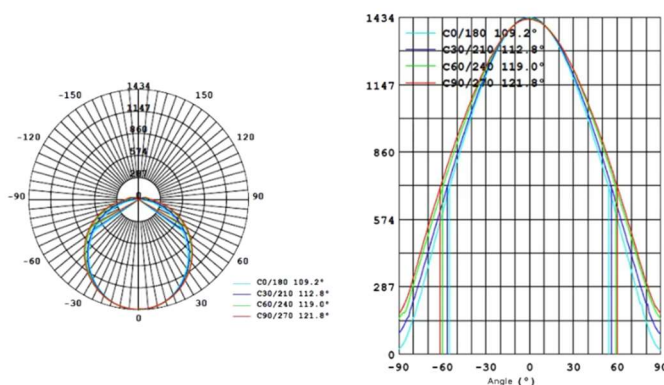 -150 150
1434
1147
-120 860 120
574
287
0
-90 90
-60 60
-30 30
0
C0/180 109.2°
C30/210 112.8°
C60/240 119.0°
C90/270 121.8°
1434
C0/180 109.2°
C30/210 112.8°
C60/240 119.0°
C90/270 121.8°
1147
860
574
287
0
-90 -60 -30 0 30 60 90
Angle (°)